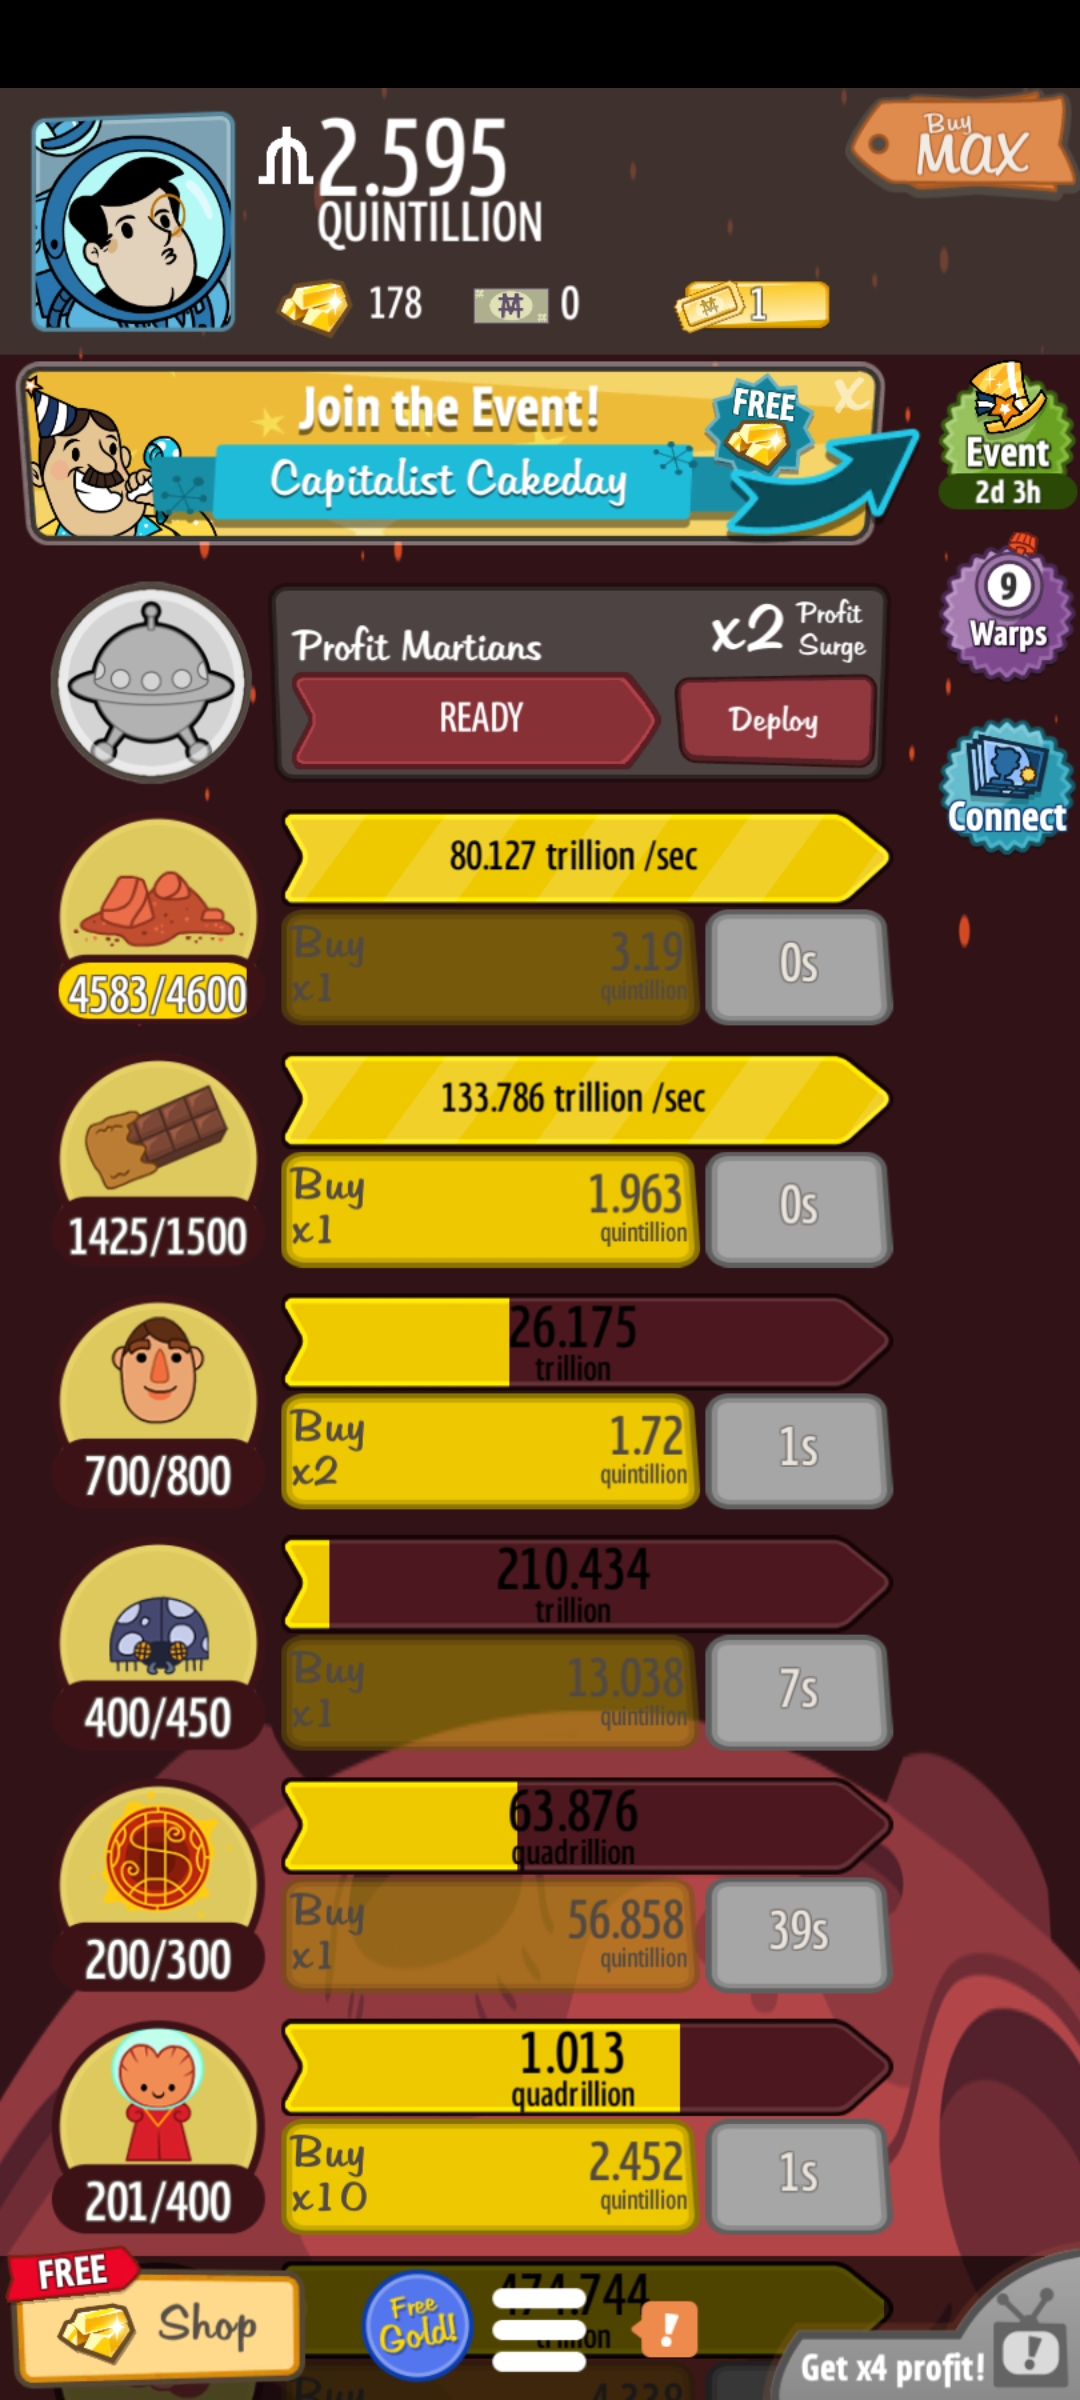 2.595
QUINTILLION
Buy
MAX
178
0
1
Join the Event!
FREE
x
Capitalist Cakeday
Event
2d 3h
9
Warps
Profit Martians
x2 Profit
Surge
READY
Deploy
Connect
80.127 trillion /sec
4583/4600
Buy
x1
3.19
quintillion
0s
133.786 trillion /sec
1425/1500
Buy
x1
1.963
quintillion
0s
26.175
trillion
700/800
Buy
x2
1.72
quintillion
1s
210.434
trillion
400/450
Buy
x1
13.038
quintillion
7s
63.876
quadrillion
200/300
Buy
x1
56.858
quintillion
39s
1.013
quadrillion
201/400
Buy
x10
2.452
quintillion
1s
FREE
Shop
Free
Gold!
!
Get x4 profit!
!
Buy
4.339